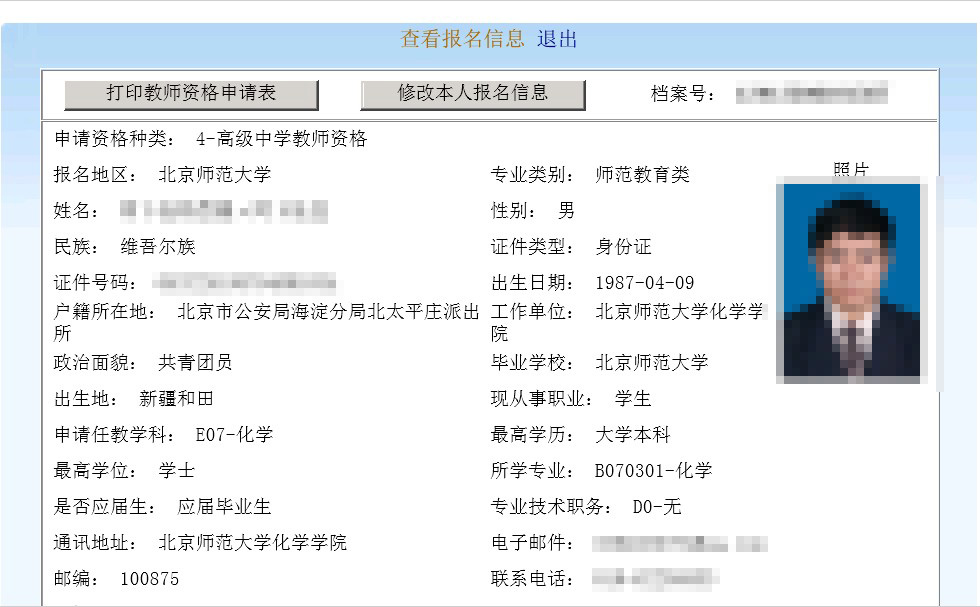 查看报名信息 退出
打印教师资格申请表 修改本人报名信息 档案号：
申请资格种类： 4-高级中学教师资格
报名地区： 北京师范大学 专业类别： 师范教育类 照片
姓名： 性别： 男
民族： 维吾尔族 证件类型： 身份证
证件号码： 出生日期： 1987-04-09
户籍所在地： 北京市公安局海淀分局北太平庄派出 工作单位： 北京师范大学化学学
所 院
政治面貌： 共青团员 毕业学校： 北京师范大学
出生地： 新疆和田 现从事职业： 学生
申请任教学科： E07-化学 最高学历： 大学本科
最高学位： 学士 所学专业： B070301-化学
是否应届生： 应届毕业生 专业技术职务： D0-无
通讯地址： 北京师范大学化学学院 电子邮件：
邮编： 100875 联系电话：